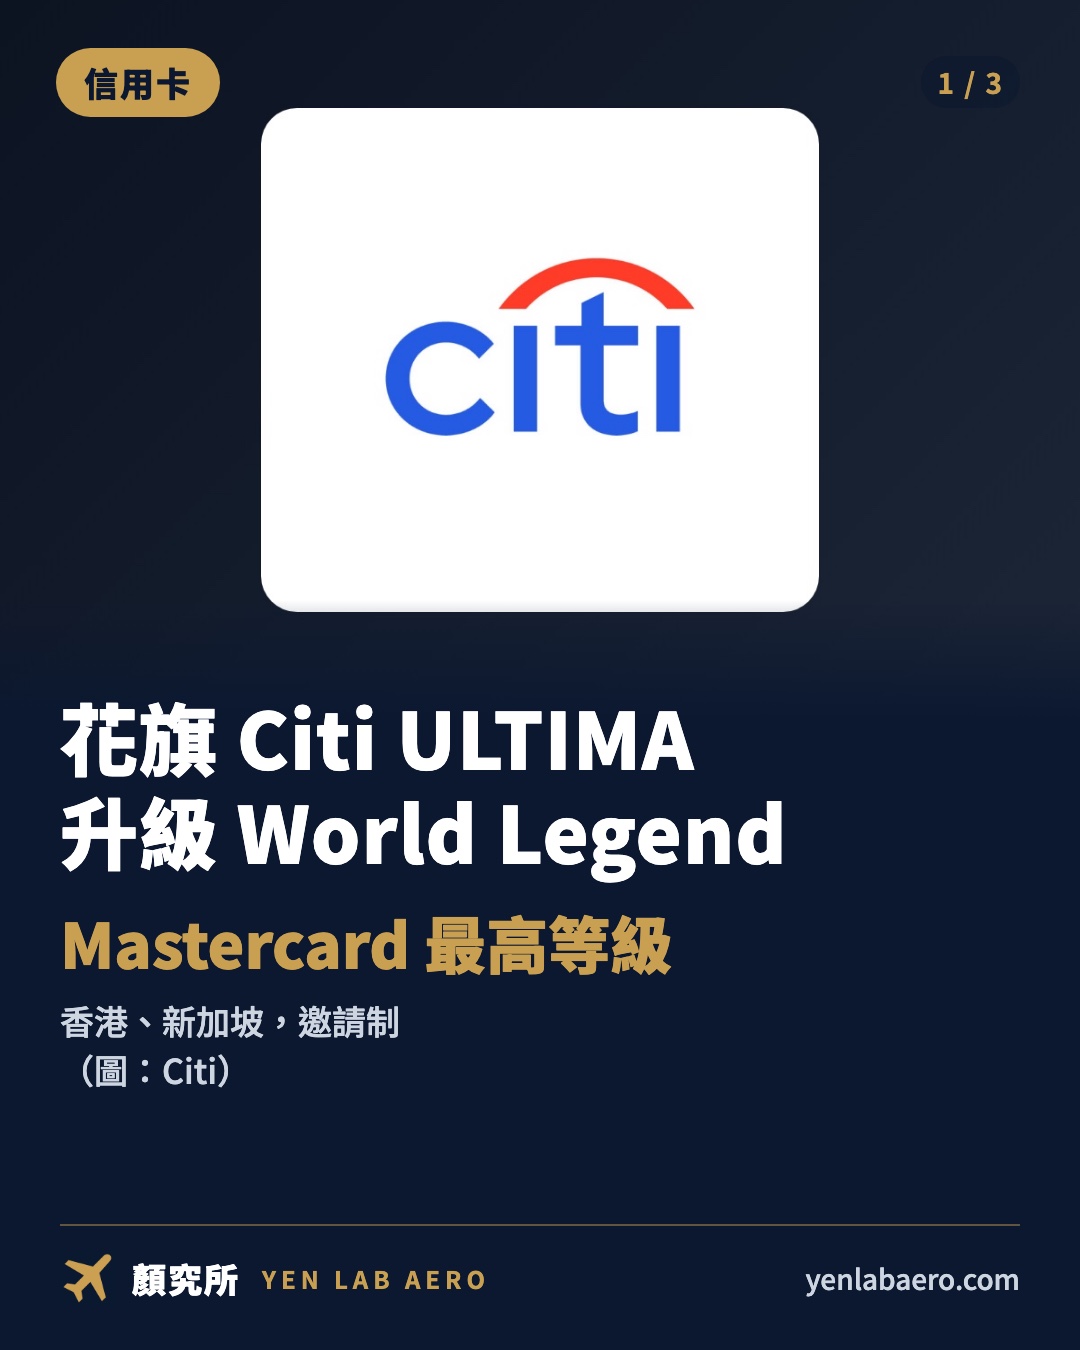 信用卡
1 / 3
citi
花旗 Citi ULTIMA
升級 World Legend
Mastercard 最高等級
香港、新加坡，邀請制
（圖：Citi）
顏究所 YEN LAB AERO
yenlabaero.com